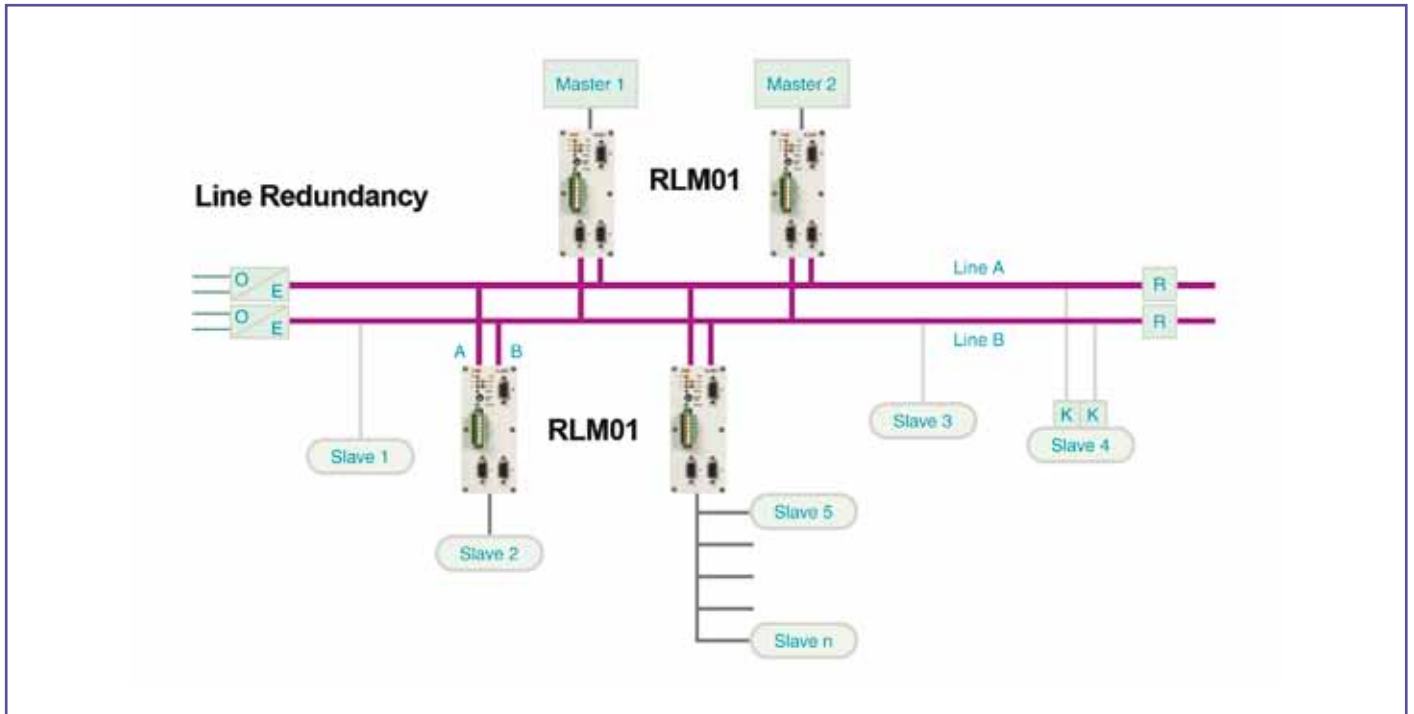 Master 1
Master 2
RLM01
Line Redundancy
Line A
O
E
R
O
E
R
Line B
A
B
K
K
Slave 3
Slave 4
RLM01
Slave 1
Slave 5
Slave 2
Slave n